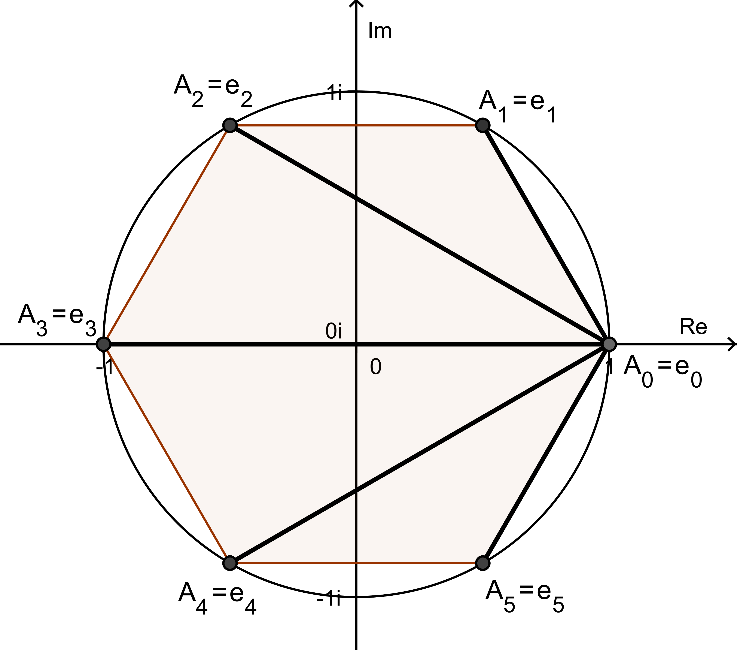 Im
A₂=e₂
1i
A₁=e₁
A₃=e₃
0i
Re
-1
0
1
A₀=e₀
A₄=e₄
-1i
A₅=e₅